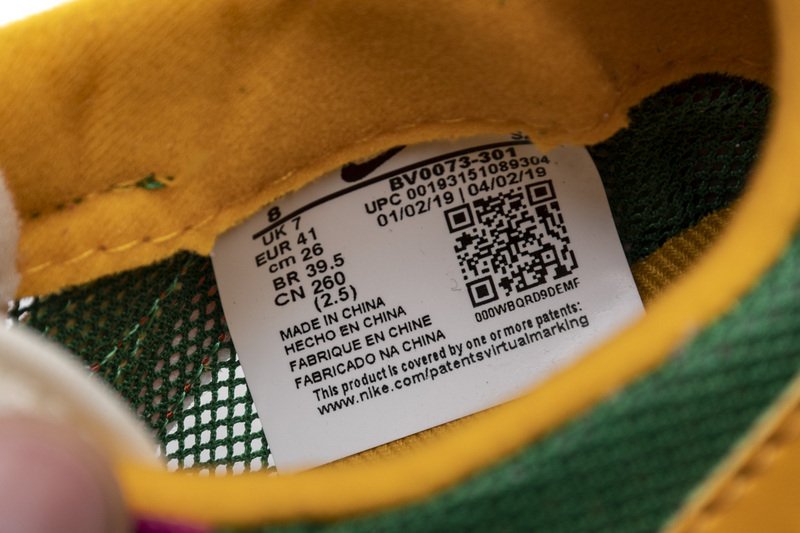 8
UK 7
EUR 41
cm 26
BR 39.5
CN 260
(2.5)
BV0073-301
UPC 00193151089304
01/02/19 | 04/02/19
000WBQRD9DEMF
MADE IN CHINA
HECHO EN CHINA
FABRIQUE EN CHINE
FABRICADO NA CHINA
This product is covered by one or more patents:
www.nike.com/patentsvirtualmarking